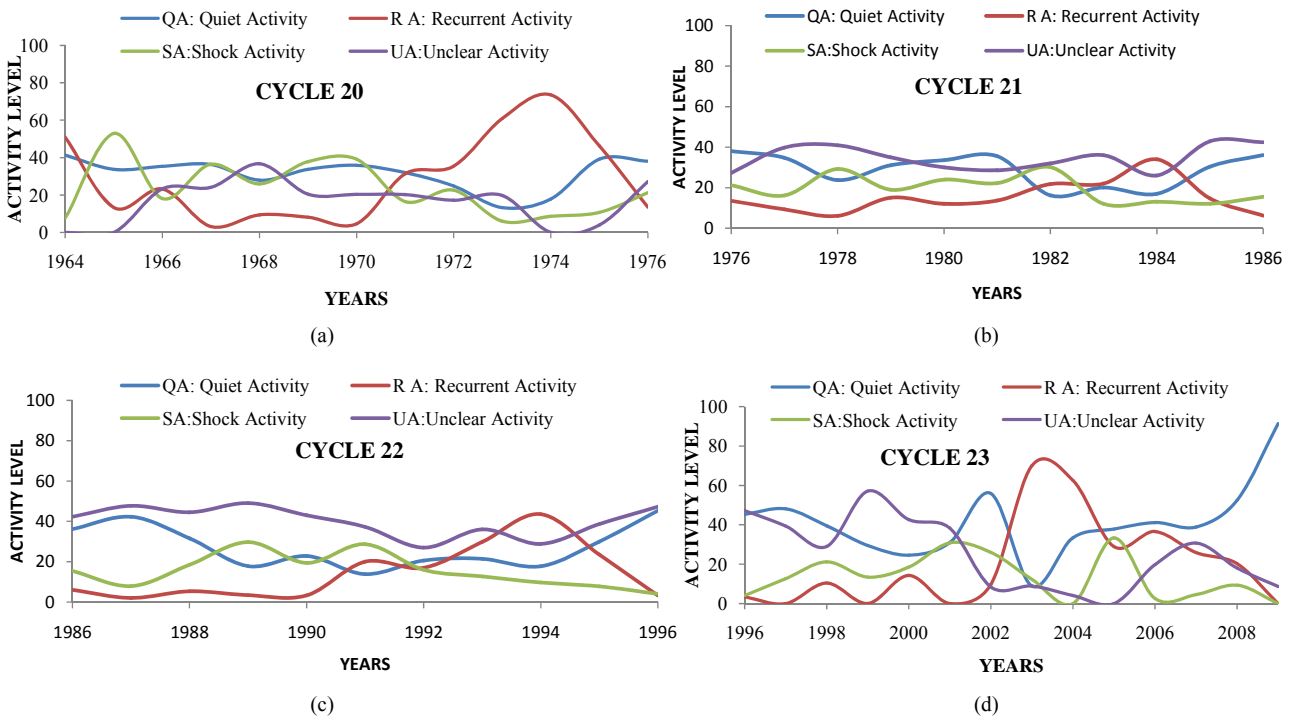 QA: Quiet Activity R A: Recurrent Activity
SA:Shock Activity UA:Unclear Activity
CYCLE 20
ACTIVITY LEVEL
100
80
60
40
20
0
1964 1966 1968 1970 1972 1974 1976
YEARS
(a)
QA: Quiet Activity R A: Recurrent Activity
SA:Shock Activity UA:Unclear Activity
CYCLE 21
ACTIVITY LEVEL
100
80
60
40
20
0
1976 1978 1980 1982 1984 1986
YEARS
(b)
QA: Quiet Activity R A: Recurrent Activity
SA:Shock Activity UA:Unclear Activity
CYCLE 22
ACTIVITY LEVEL
100
80
60
40
20
0
1986 1988 1990 1992 1994 1996
YEARS
(c)
QA: Quiet Activity R A: Recurrent Activity
SA:Shock Activity UA:Unclear Activity
CYCLE 23
ACTIVITY LEVEL
100
80
60
40
20
0
1996 1998 2000 2002 2004 2006 2008
YEARS
(d)